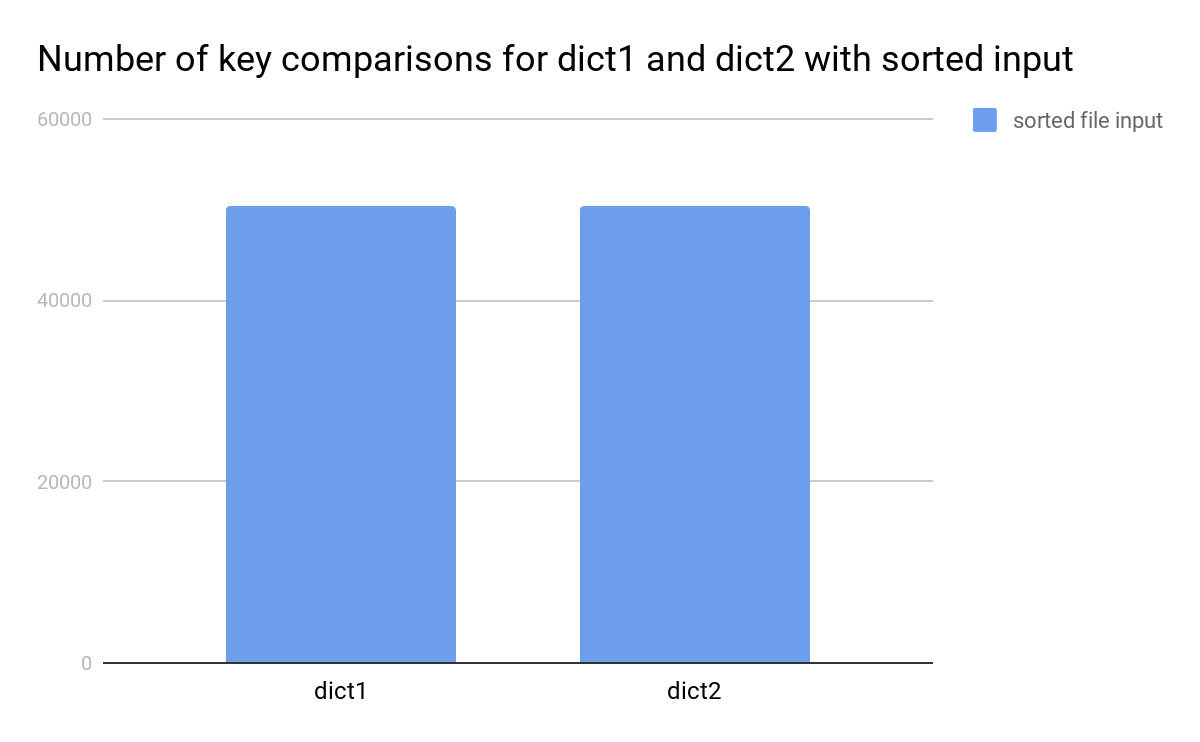 Number of key comparisons for dict1 and dict2 with sorted input
60000
sorted file input
40000
20000
0
dict1
dict2